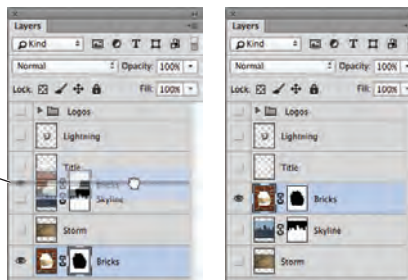 Layers
Kind
Normal
Opacity: 100%
Lock:
Fill: 100%
Logos
Lightning
Title
Bricks
Skyline
Storm
Bricks
Layers
Kind
Normal
Opacity: 100%
Lock:
Fill: 100%
Logos
Lightning
Title
Bricks
Skyline
Storm